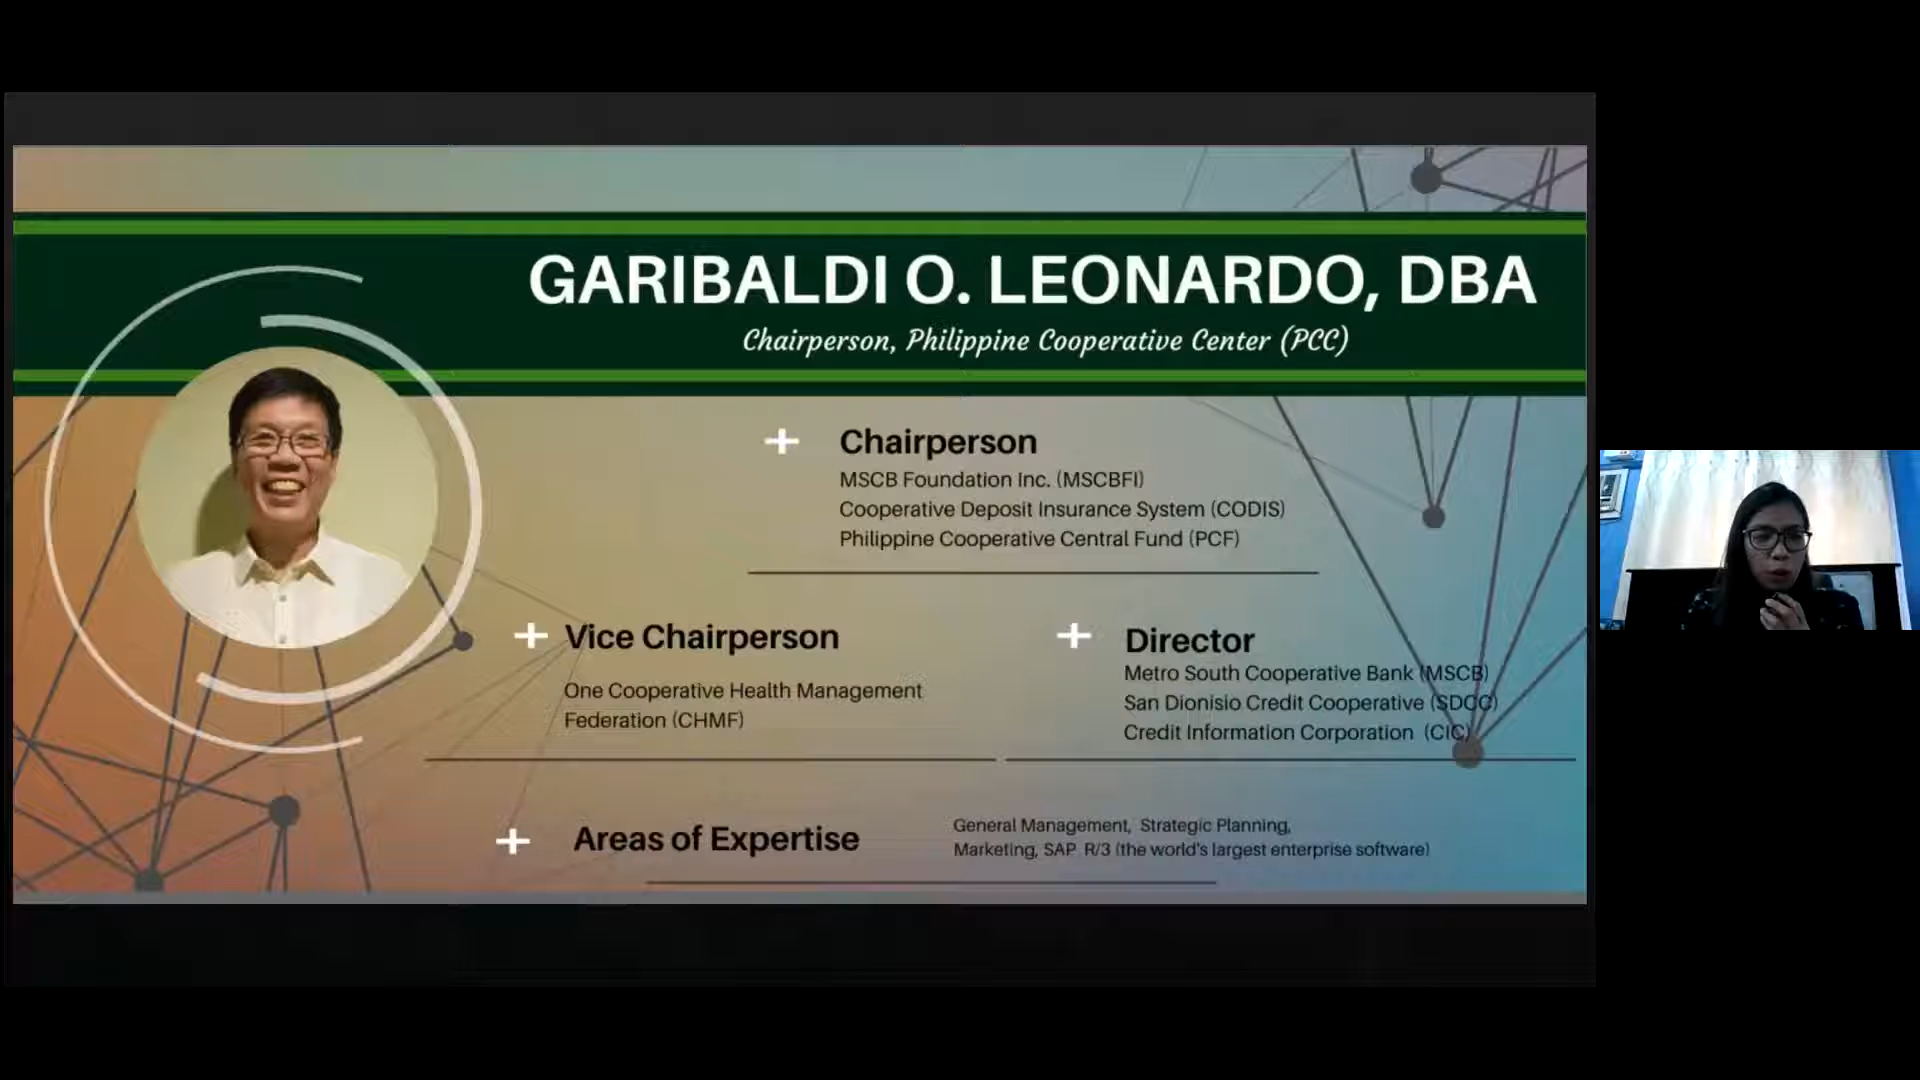 GARIBALDI O. LEONARDO, DBA
Chairperson, Philippine Cooperative Center (PCC)
Chairperson
MSCB Foundation Inc. (MSCBFI)
Cooperative Deposit Insurance System (CODIS)
Philippine Cooperative Central Fund (PCF)
Vice Chairperson
One Cooperative Health Management
Federation (CHMF)
Director
Metro South Cooperative Bank (MSCB)
San Dionisio Credit Cooperative (SDCC)
Credit Information Corporation (CIC)
Areas of Expertise
General Management, Strategic Planning,
Marketing, SAP R/3 (the world's largest enterprise software)